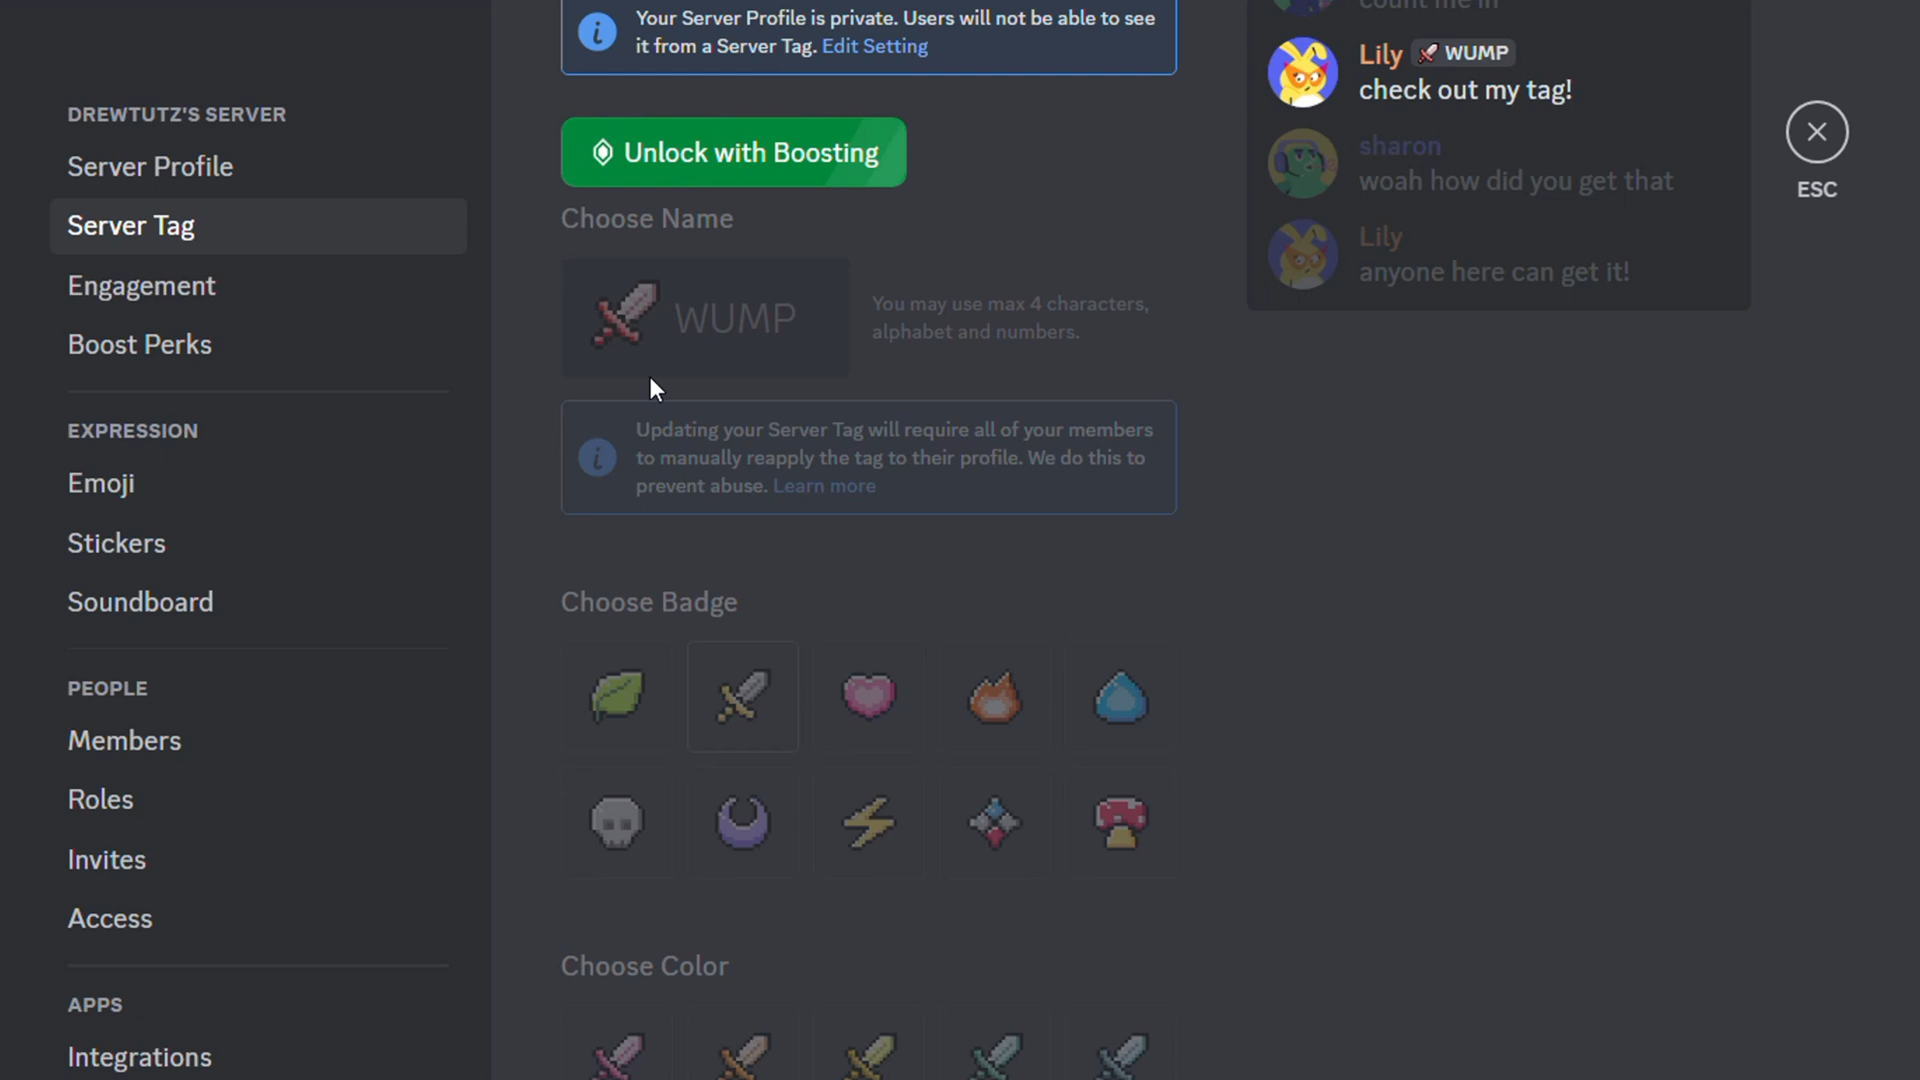 DREWTUTZ'S SERVER
Server Profile
Server Tag
Engagement
Boost Perks
EXPRESSION
Emoji
Stickers
Soundboard
PEOPLE
Members
Roles
Invites
Access
APPS
Integrations
Your Server Profile is private. Users will not be able to see
it from a Server Tag. Edit Setting
Unlock with Boosting
Choose Name
WUMP
You may use max 4 characters,
alphabet and numbers.
Updating your Server Tag will require all of your members
to manually reapply the tag to their profile. We do this to
prevent abuse. Learn more
Choose Badge
Choose Color
count me in
Lily WUMP
check out my tag!
sharon
woah how did you get that
Lily
anyone here can get it!
ESC